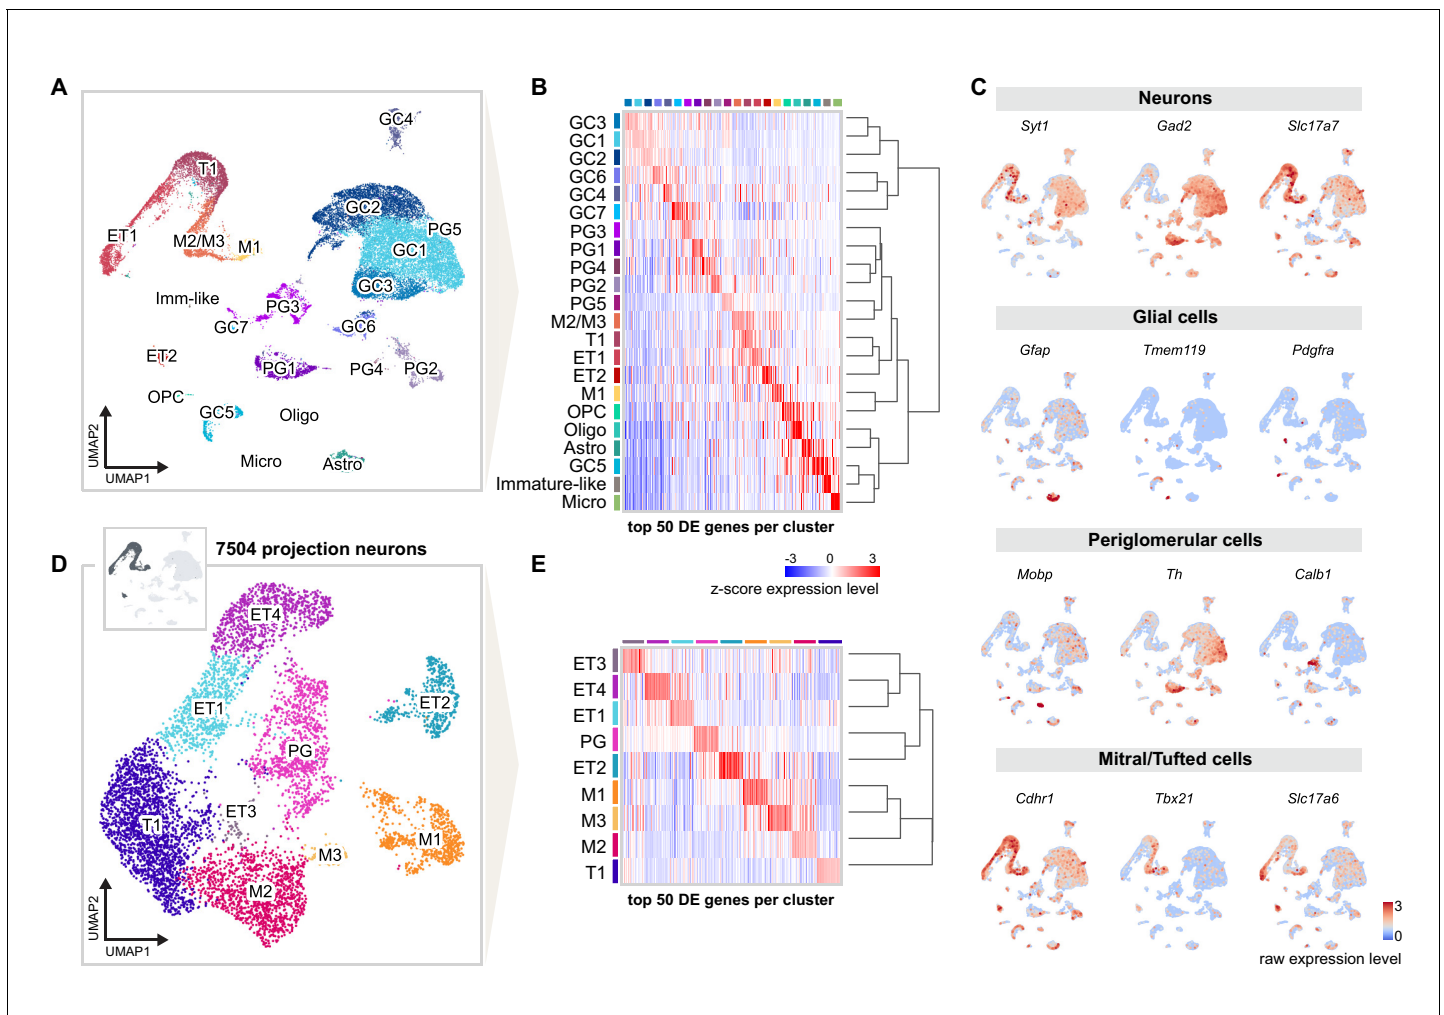 A
GC4
T1
GC2
PG5
ET1
M2/M3
M1
GC1
GC3
Imm-like
PG3
GC7
GC6
ET2
PG1
PG4
PG2
OPC
GC5
Oligo
Micro
Astro
UMAP2
UMAP1
B
GC3
GC1
GC2
GC6
GC4
GC7
PG3
PG1
PG4
PG2
PG5
M2/M3
T1
ET1
ET2
M1
OPC
Oligo
Astro
GC5
Immature-like
Micro
top 50 DE genes per cluster
-3 0 3
z-score expression level
C
Neurons
Syt1 Gad2 Slc17a7
Glial cells
Gfap Tmem119 Pdgfra
Periglomerular cells
Mobp Th Calb1
Mitral/Tufted cells
Cdhr1 Tbx21 Slc17a6
3
0
raw expression level
D
7504 projection neurons
ET4
ET1
ET2
PG
ET3
T1
M3
M1
M2
UMAP2
UMAP1
E
ET3
ET4
ET1
PG
ET2
M1
M3
M2
T1
top 50 DE genes per cluster